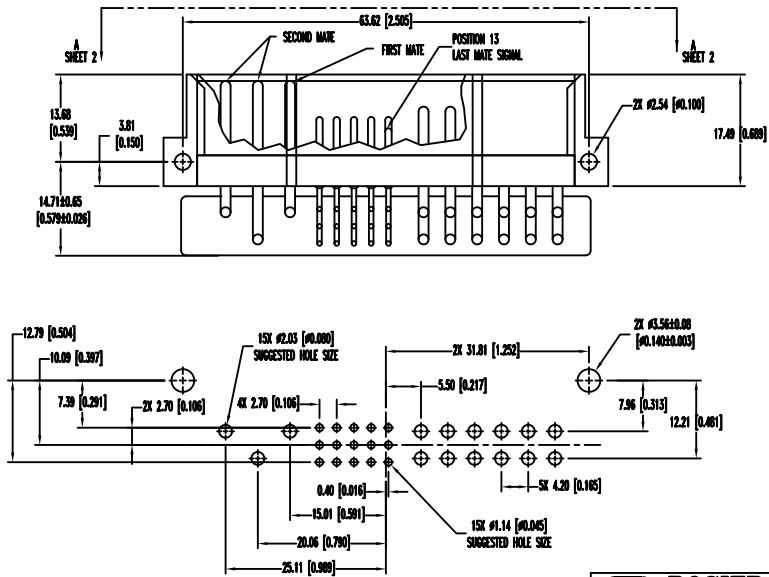 63.62 [2.505]
A
SHEET 2
SECOND MATE
FIRST MATE
POSITION 13
LAST MATE SIGNAL
A
SHEET 2
13.68
[0.539]
3.81
[0.150]
2X ø2.54 [ø0.100]
17.49 [0.689]
14.71±0.65
[0.579±0.026]
12.79 [0.504]
10.09 [0.397]
7.39 [0.291]
2X 2.70 [0.106]
15X ø2.03 [ø0.080]
SUGGESTED HOLE SIZE
4X 2.70 [0.106]
2X 31.81 [1.252]
5.50 [0.217]
2X ø3.56±0.08
[ø0.140±0.003]
7.96 [0.313]
12.21 [0.481]
0.40 [0.016]
15.01 [0.591]
20.06 [0.790]
25.11 [0.989]
5X 4.20 [0.165]
15X ø1.14 [ø0.045]
SUGGESTED HOLE SIZE